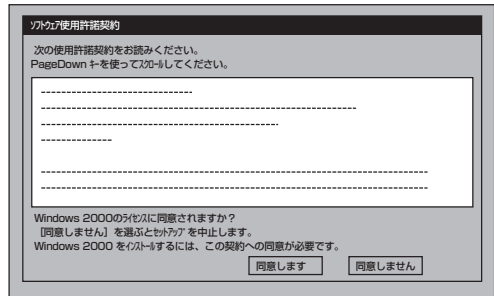 ソフトウェア使用許諾契約
次の使用許諾契約をお読みください。
PageDown キーを使ってスクロールしてください。
Windows 2000のライセンスに同意されますか？
［同意しません］を選ぶとセットアップを中止します。
Windows 2000 をインストールするには、この契約への同意が必要です。
同意します
同意しません